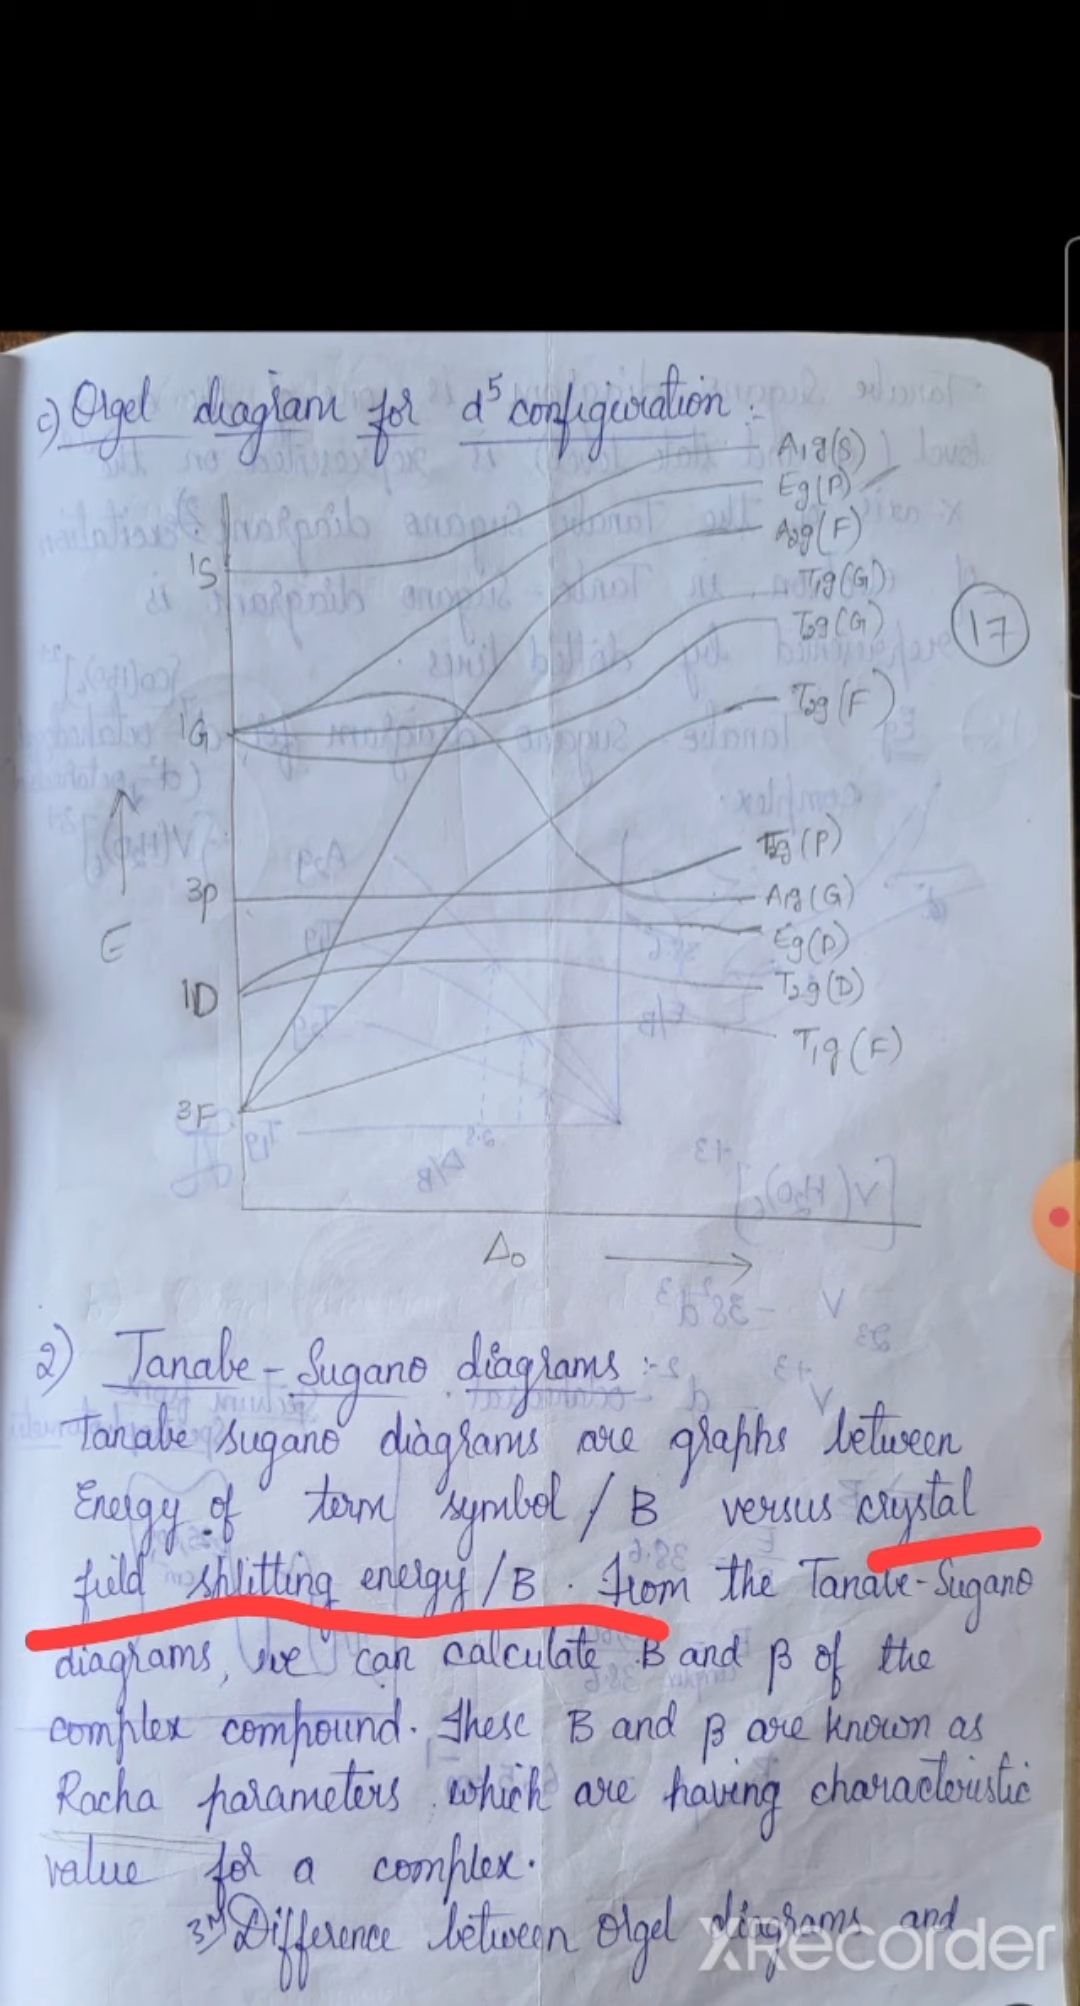 c) Orgel diagram for d⁵ configuration :-
A1g(S)
Eg(P)
A2g(F)
1S
T1g(G)
T2g(G)
17
T2g(F)
1G
T2g(P)
3P
A1g(G)
E
Eg(D)
1D
T2g(D)
T1g(F)
3F
Δo
2) Tanabe-Sugano diagrams :-
Tanabe sugano diagrams are graphs between
Energy of term symbol / B versus crystal
field splitting energy / B . From the Tanabe-Sugano
diagrams, we can calculate B and β of the
complex compound. These B and β are known as
Racha parameters which are having characteristic
value for a complex.
3M Difference between Orgel diagrams and
XRecorder